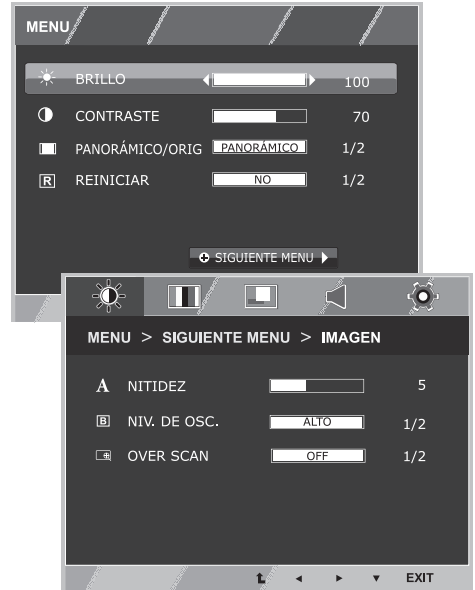 MENU
BRILLO 100
CONTRASTE 70
PANORÁMICO/ORIG PANORÁMICO 1/2
R REINICIAR NO 1/2
SIGUIENTE MENU
MENU > SIGUIENTE MENU > IMAGEN
A NITIDEZ 5
B NIV. DE OSC. ALTO 1/2
OVER SCAN OFF 1/2
EXIT